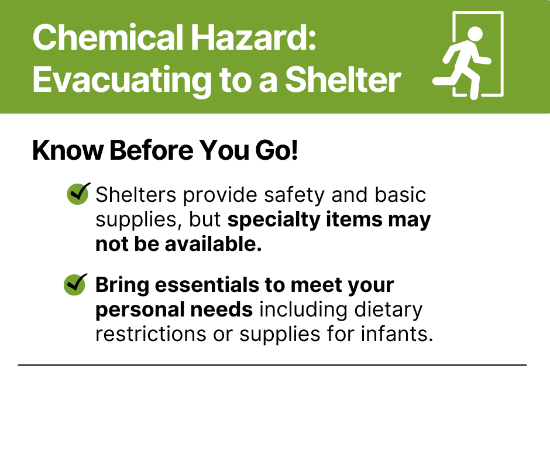 Chemical Hazard:
Evacuating to a Shelter
Know Before You Go!
Shelters provide safety and basic
supplies, but specialty items may
not be available.
Bring essentials to meet your
personal needs including dietary
restrictions or supplies for infants.